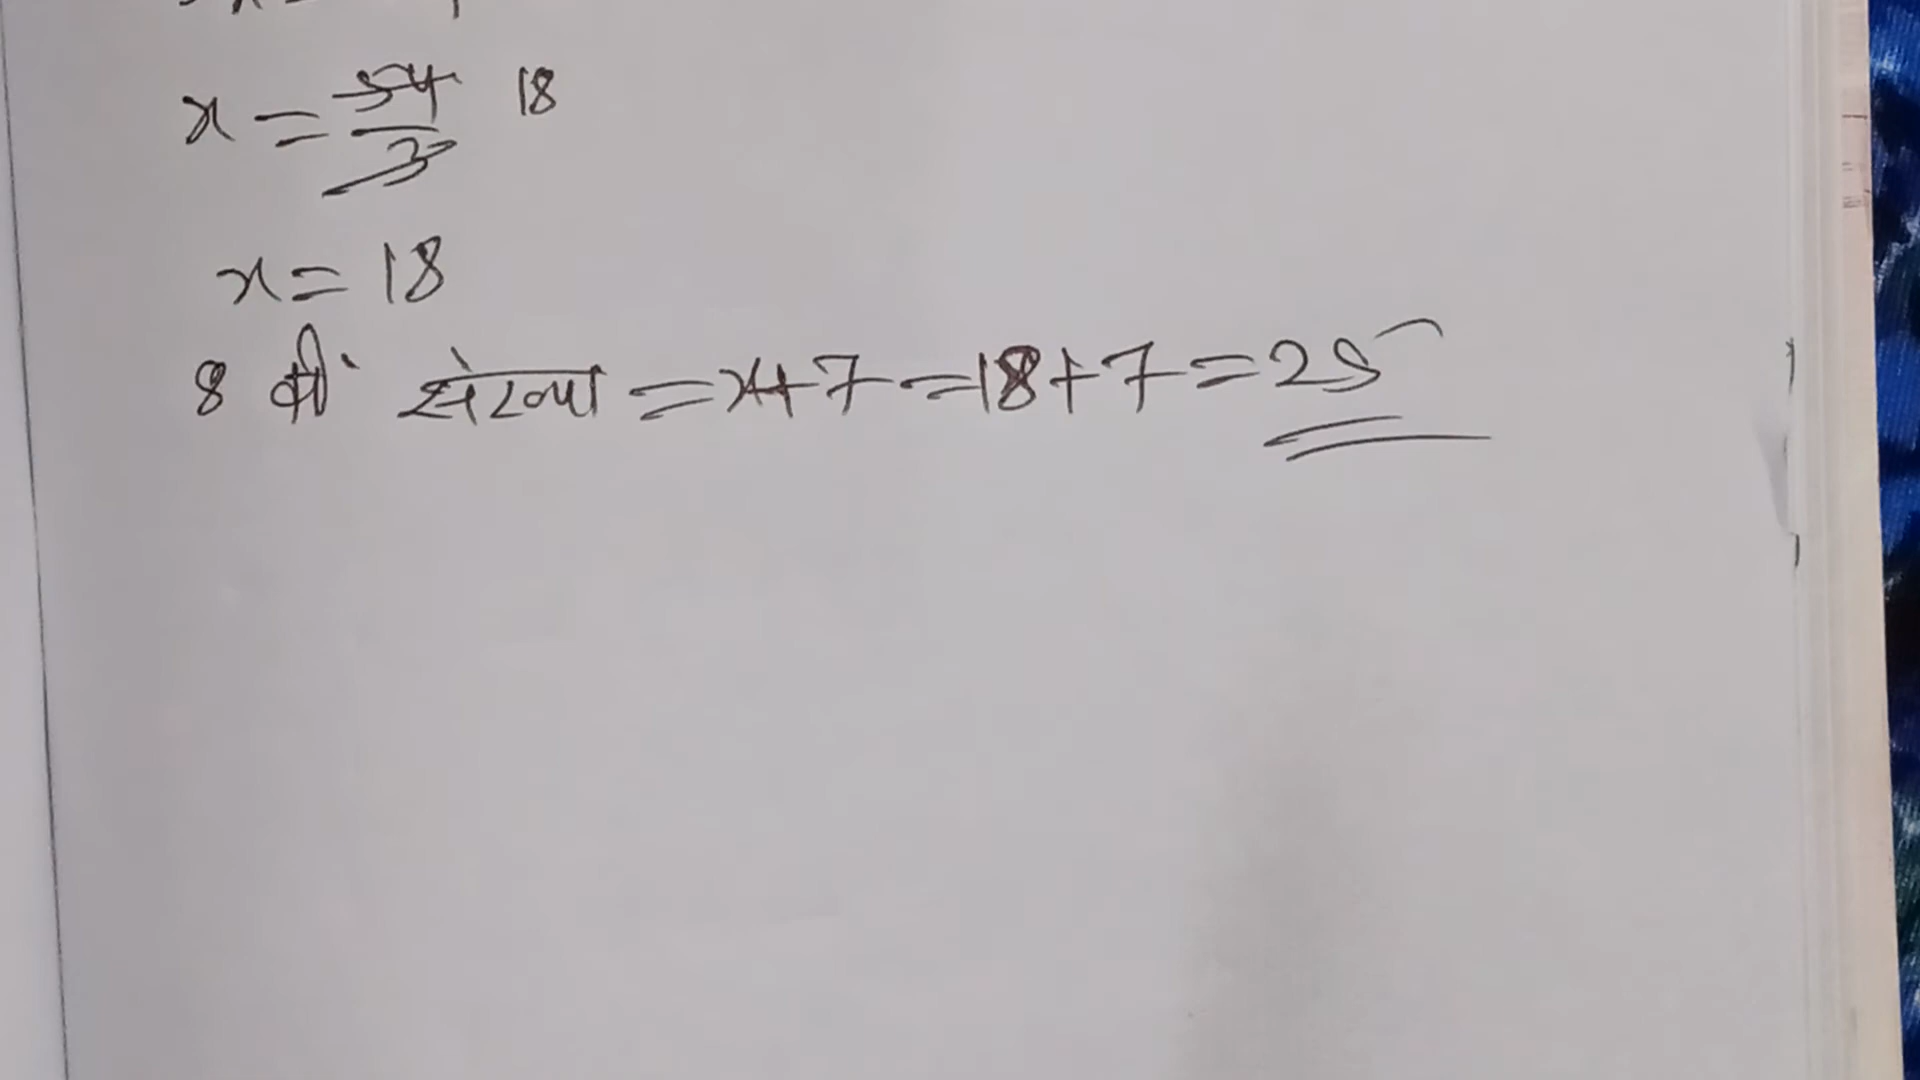 x = 54/3 18
x = 18
8 वीं संख्या = x+7 = 18+7 = 25